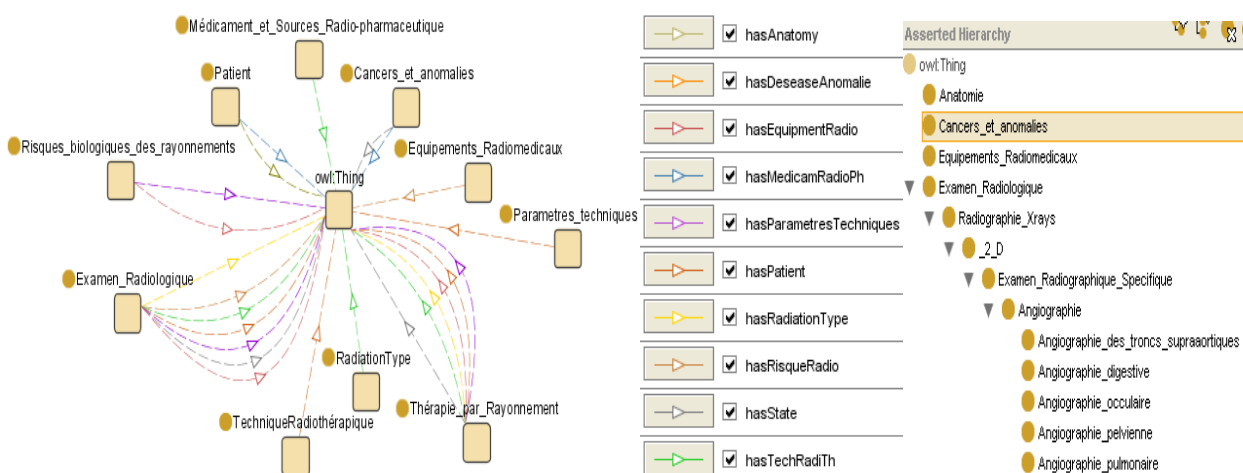 Médicament_et_Sources_Radio-pharmaceutique
Patient
Cancers_et_anomalies
Risques_biologiques_des_rayonnements
Equipements_Radiomedicaux
owl:Thing
Parametres_techniques
Examen_Radiologique
RadiationType
TechniqueRadiothérapique
Thérapie_par_Rayonnement
hasAnatomy
hasDeseaseAnomalie
hasEquipmentRadio
hasMedicamRadioPh
hasParametresTechniques
hasPatient
hasRadiationType
hasRisqueRadio
hasState
hasTechRadiTh
Asserted Hierarchy
owl:Thing
Anatomie
Cancers_et_anomalies
Equipements_Radiomedicaux
Examen_Radiologique
Radiographie_Xrays
_2_D
Examen_Radiographique_Specifique
Angiographie
Angiographie_des_troncs_supraaortiques
Angiographie_digestive
Angiographie_occulaire
Angiographie_pelvienne
Angiographie_pulmonaire